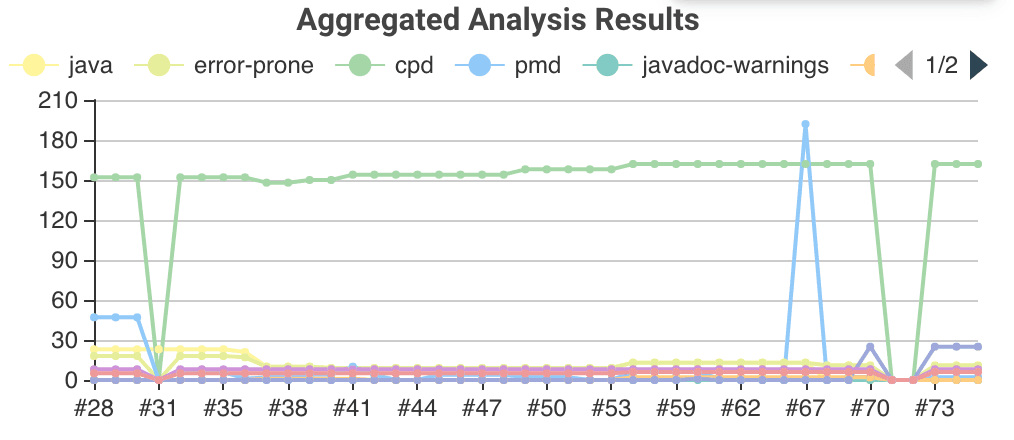 Aggregated Analysis Results
java error-prone cpd pmd javadoc-warnings 1/2
210
180
150
120
90
60
30
0
#28 #31 #35 #38 #41 #44 #47 #50 #53 #59 #62 #67 #70 #73